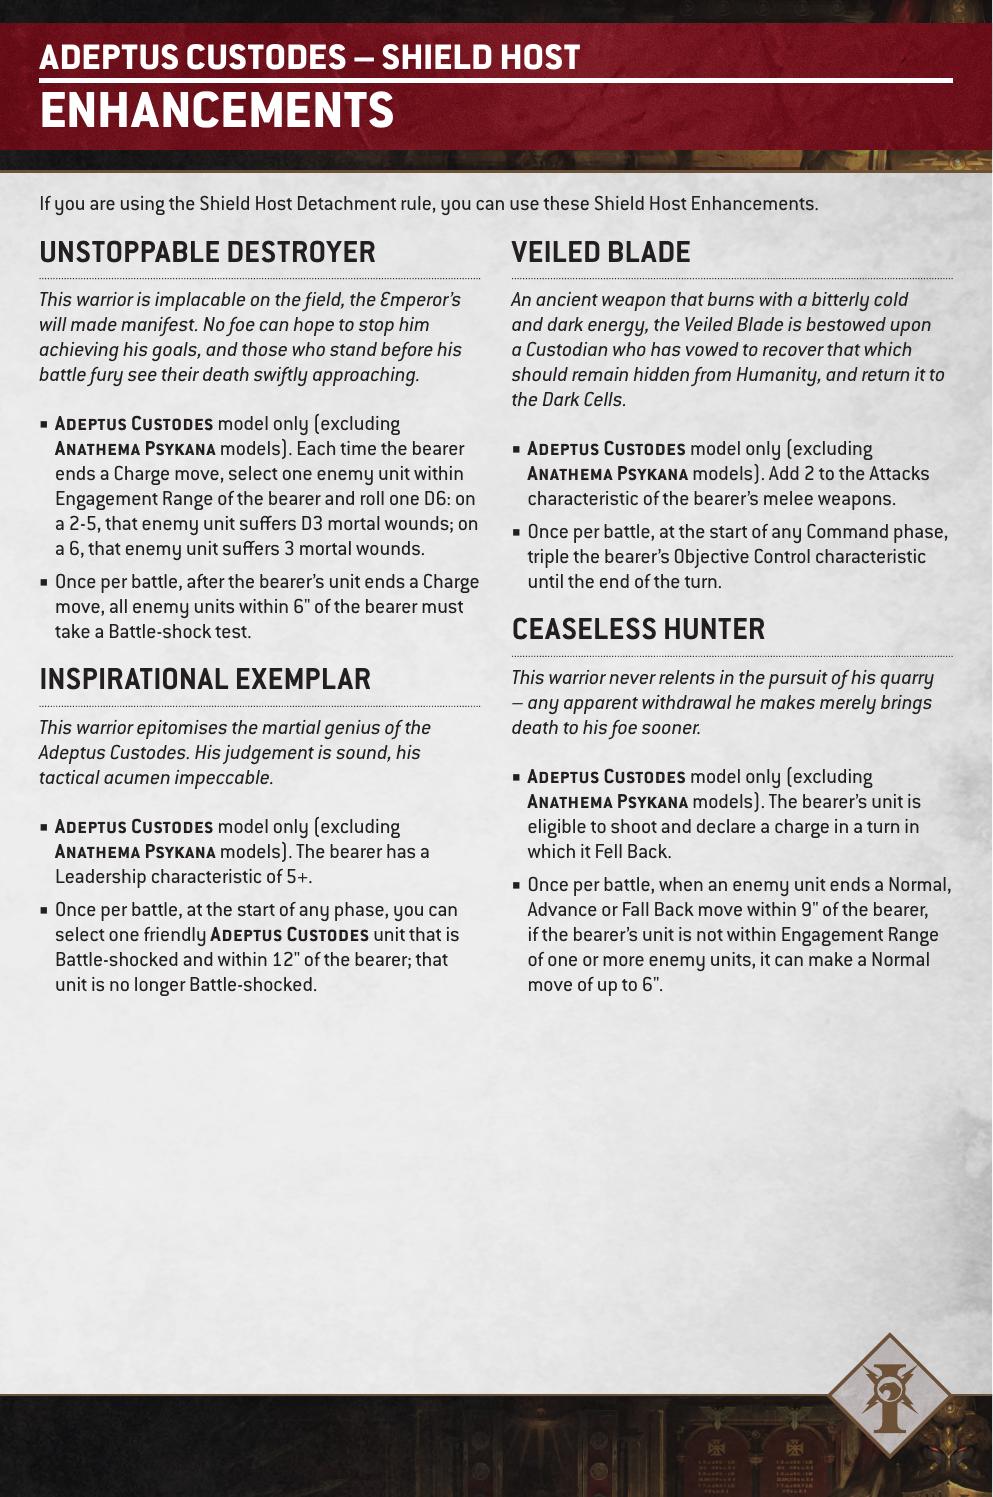 ADEPTUS CUSTODES – SHIELD HOST
ENHANCEMENTS
If you are using the Shield Host Detachment rule, you can use these Shield Host Enhancements.
UNSTOPPABLE DESTROYER
This warrior is implacable on the field, the Emperor's
will made manifest. No foe can hope to stop him
achieving his goals, and those who stand before his
battle fury see their death swiftly approaching.
▪ ADEPTUS CUSTODES model only (excluding
ANATHEMA PSYKANA models). Each time the bearer
ends a Charge move, select one enemy unit within
Engagement Range of the bearer and roll one D6: on
a 2-5, that enemy unit suffers D3 mortal wounds; on
a 6, that enemy unit suffers 3 mortal wounds.
▪ Once per battle, after the bearer's unit ends a Charge
move, all enemy units within 6" of the bearer must
take a Battle-shock test.
INSPIRATIONAL EXEMPLAR
This warrior epitomises the martial genius of the
Adeptus Custodes. His judgement is sound, his
tactical acumen impeccable.
▪ ADEPTUS CUSTODES model only (excluding
ANATHEMA PSYKANA models). The bearer has a
Leadership characteristic of 5+.
▪ Once per battle, at the start of any phase, you can
select one friendly ADEPTUS CUSTODES unit that is
Battle-shocked and within 12" of the bearer; that
unit is no longer Battle-shocked.
VEILED BLADE
An ancient weapon that burns with a bitterly cold
and dark energy, the Veiled Blade is bestowed upon
a Custodian who has vowed to recover that which
should remain hidden from Humanity, and return it to
the Dark Cells.
▪ ADEPTUS CUSTODES model only (excluding
ANATHEMA PSYKANA models). Add 2 to the Attacks
characteristic of the bearer's melee weapons.
▪ Once per battle, at the start of any Command phase,
triple the bearer's Objective Control characteristic
until the end of the turn.
CEASELESS HUNTER
This warrior never relents in the pursuit of his quarry
– any apparent withdrawal he makes merely brings
death to his foe sooner.
▪ ADEPTUS CUSTODES model only (excluding
ANATHEMA PSYKANA models). The bearer's unit is
eligible to shoot and declare a charge in a turn in
which it Fell Back.
▪ Once per battle, when an enemy unit ends a Normal,
Advance or Fall Back move within 9" of the bearer,
if the bearer's unit is not within Engagement Range
of one or more enemy units, it can make a Normal
move of up to 6".